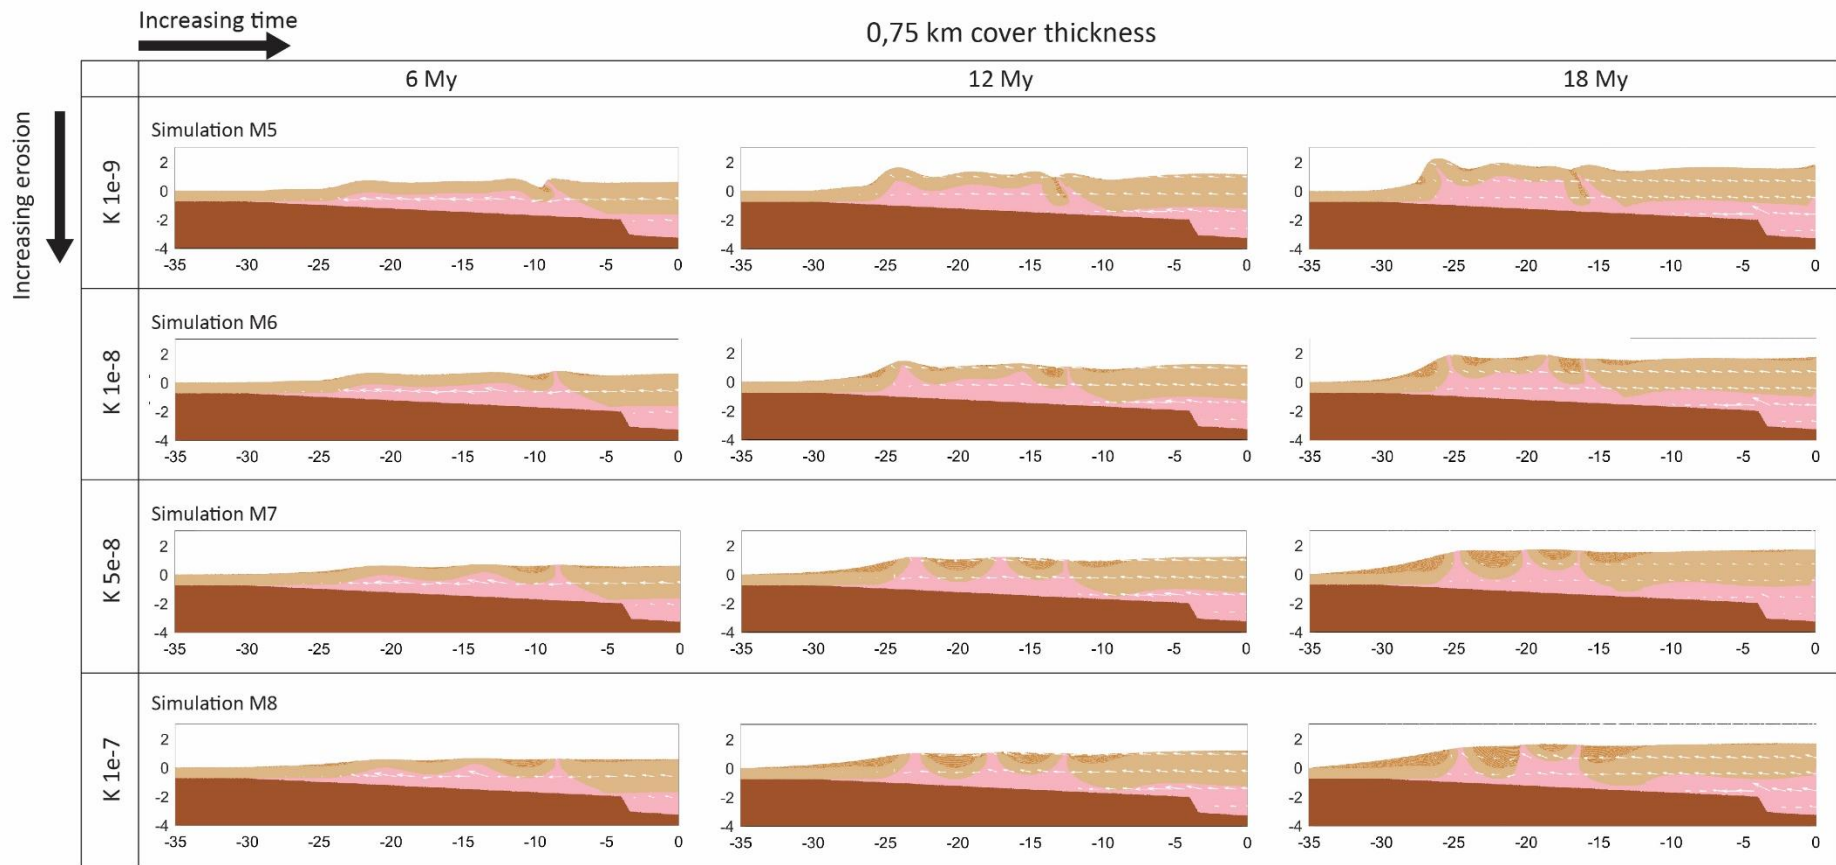 Increasing time
0,75 km cover thickness
6 My
12 My
18 My
Increasing erosion
K 1e-9
Simulation M5
2
0
-2
-4
-35 -30 -25 -20 -15 -10 -5 0
2
0
-2
-4
-35 -30 -25 -20 -15 -10 -5 0
2
0
-2
-4
-35 -30 -25 -20 -15 -10 -5 0
K 1e-8
Simulation M6
2
0
-2
-4
-35 -30 -25 -20 -15 -10 -5 0
2
0
-2
-4
-35 -30 -25 -20 -15 -10 -5 0
2
0
-2
-4
-35 -30 -25 -20 -15 -10 -5 0
K 5e-8
Simulation M7
2
0
-2
-4
-35 -30 -25 -20 -15 -10 -5 0
2
0
-2
-4
-35 -30 -25 -20 -15 -10 -5 0
2
0
-2
-4
-35 -30 -25 -20 -15 -10 -5 0
K 1e-7
Simulation M8
2
0
-2
-4
-35 -30 -25 -20 -15 -10 -5 0
2
0
-2
-4
-35 -30 -25 -20 -15 -10 -5 0
2
0
-2
-4
-35 -30 -25 -20 -15 -10 -5 0